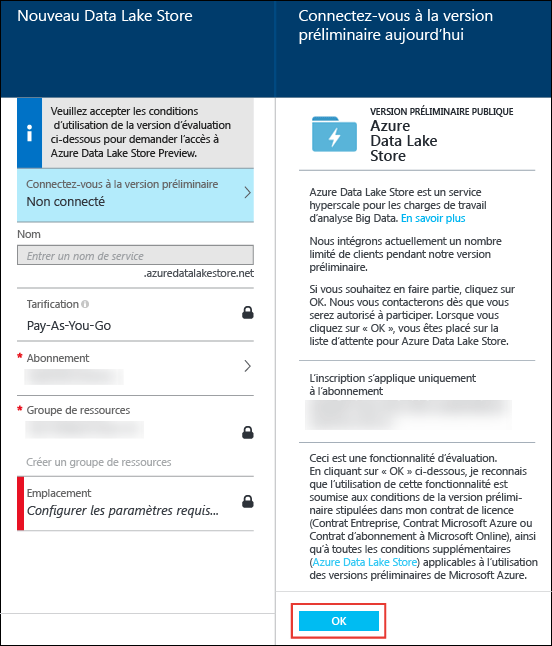 Nouveau Data Lake Store
Veuillez accepter les conditions
d'utilisation de la version d'évaluation
ci-dessous pour demander l'accès à
Azure Data Lake Store Preview.
Connectez-vous à la version préliminaire
Non connecté
Nom
Entrer un nom de service
.azuredatalakestore.net
Tarification
Pay-As-You-Go
* Abonnement
* Groupe de ressources
Créer un groupe de ressources
Emplacement
Configurer les paramètres requis...
Connectez-vous à la version
préliminaire aujourd'hui
VERSION PRÉLIMINAIRE PUBLIQUE
Azure
Data Lake
Store
Azure Data Lake Store est un service
hyperscale pour les charges de travail
d'analyse Big Data. En savoir plus
Nous intégrons actuellement un nombre
limité de clients pendant notre version
préliminaire.
Si vous souhaitez en faire partie, cliquez sur
OK. Nous vous contacterons dès que vous
serez autorisé à participer. Lorsque vous
cliquez sur « OK », vous êtes placé sur la
liste d'attente pour Azure Data Lake Store.
L'inscription s'applique uniquement
à l'abonnement
Ceci est une fonctionnalité d'évaluation.
En cliquant sur « OK » ci-dessous, je reconnais
que l'utilisation de cette fonctionnalité est
soumise aux conditions de la version prélimi-
naire stipulées dans mon contrat de licence
(Contrat Entreprise, Contrat Microsoft Azure ou
Contrat d'abonnement à Microsoft Online), ainsi
qu'à toutes les conditions supplémentaires
(Azure Data Lake Store) applicables à l'utilisation
des versions préliminaires de Microsoft Azure.
OK